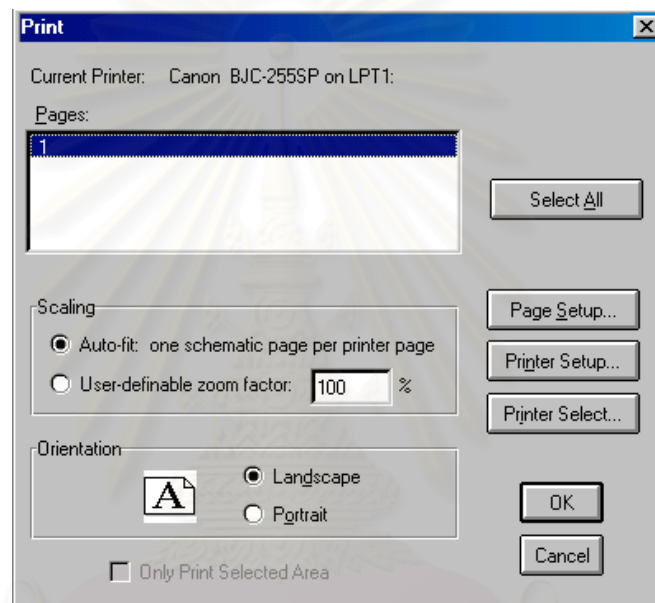 Print
Current Printer: Canon BJC-255SP on LPT1:
Pages:
1
Select All
Scaling
Auto-fit: one schematic page per printer page
User-definable zoom factor: 100 %
Page Setup...
Printer Setup...
Printer Select...
Orientation
A
Landscape
Portrait
OK
Cancel
Only Print Selected Area